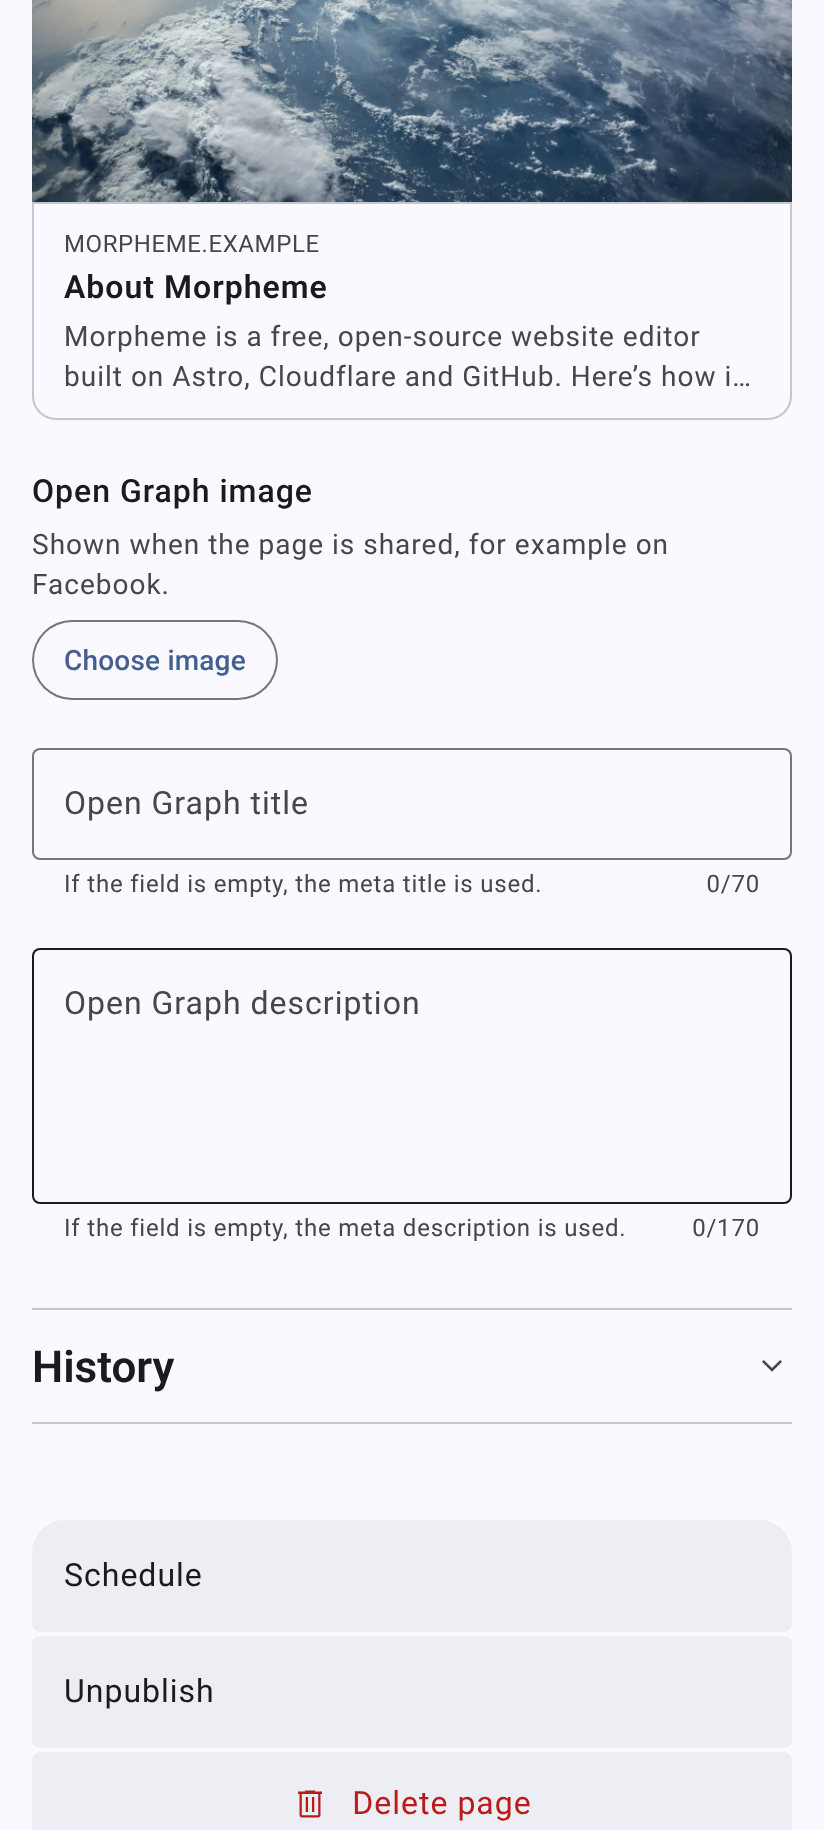 MORPHEME.EXAMPLE
About Morpheme
Morpheme is a free, open-source website editor
built on Astro, Cloudflare and GitHub. Here’s how i…
Open Graph image
Shown when the page is shared, for example on
Facebook.
Choose image
Open Graph title
If the field is empty, the meta title is used. 0/70
Open Graph description
If the field is empty, the meta description is used. 0/170
History
Schedule
Unpublish
Delete page